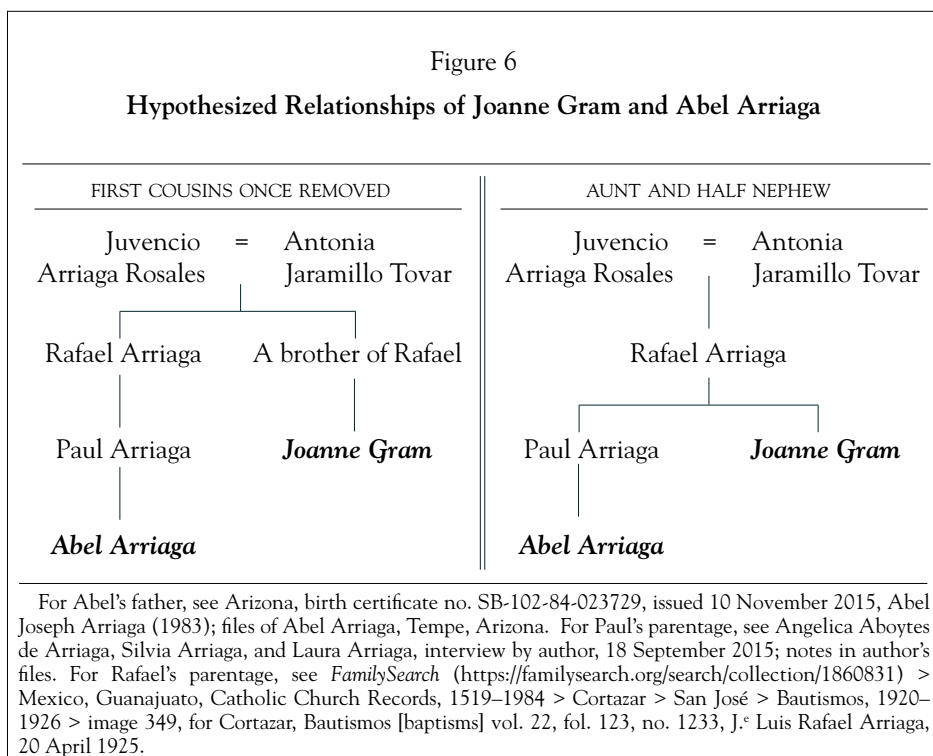 Figure 6
Hypothesized Relationships of Joanne Gram and Abel Arriaga
FIRST COUSINS ONCE REMOVED
Juvencio = Antonia
Arriaga Rosales Jaramillo Tovar
Rafael Arriaga A brother of Rafael
Paul Arriaga Joanne Gram
Abel Arriaga
AUNT AND HALF NEPHEW
Juvencio = Antonia
Arriaga Rosales Jaramillo Tovar
Rafael Arriaga
Paul Arriaga Joanne Gram
Abel Arriaga
For Abel's father, see Arizona, birth certificate no. SB-102-84-023729, issued 10 November 2015, Abel
Joseph Arriaga (1983); files of Abel Arriaga, Tempe, Arizona. For Paul's parentage, see Angelica Aboytes
de Arriaga, Silvia Arriaga, and Laura Arriaga, interview by author, 18 September 2015; notes in author's
files. For Rafael's parentage, see FamilySearch (https://familysearch.org/search/collection/1860831) >
Mexico, Guanajuato, Catholic Church Records, 1519–1984 > Cortazar > San José > Bautismos, 1920–
1926 > image 349, for Cortazar, Bautismos [baptisms] vol. 22, fol. 123, no. 1233, J.ᵉ Luis Rafael Arriaga,
20 April 1925.